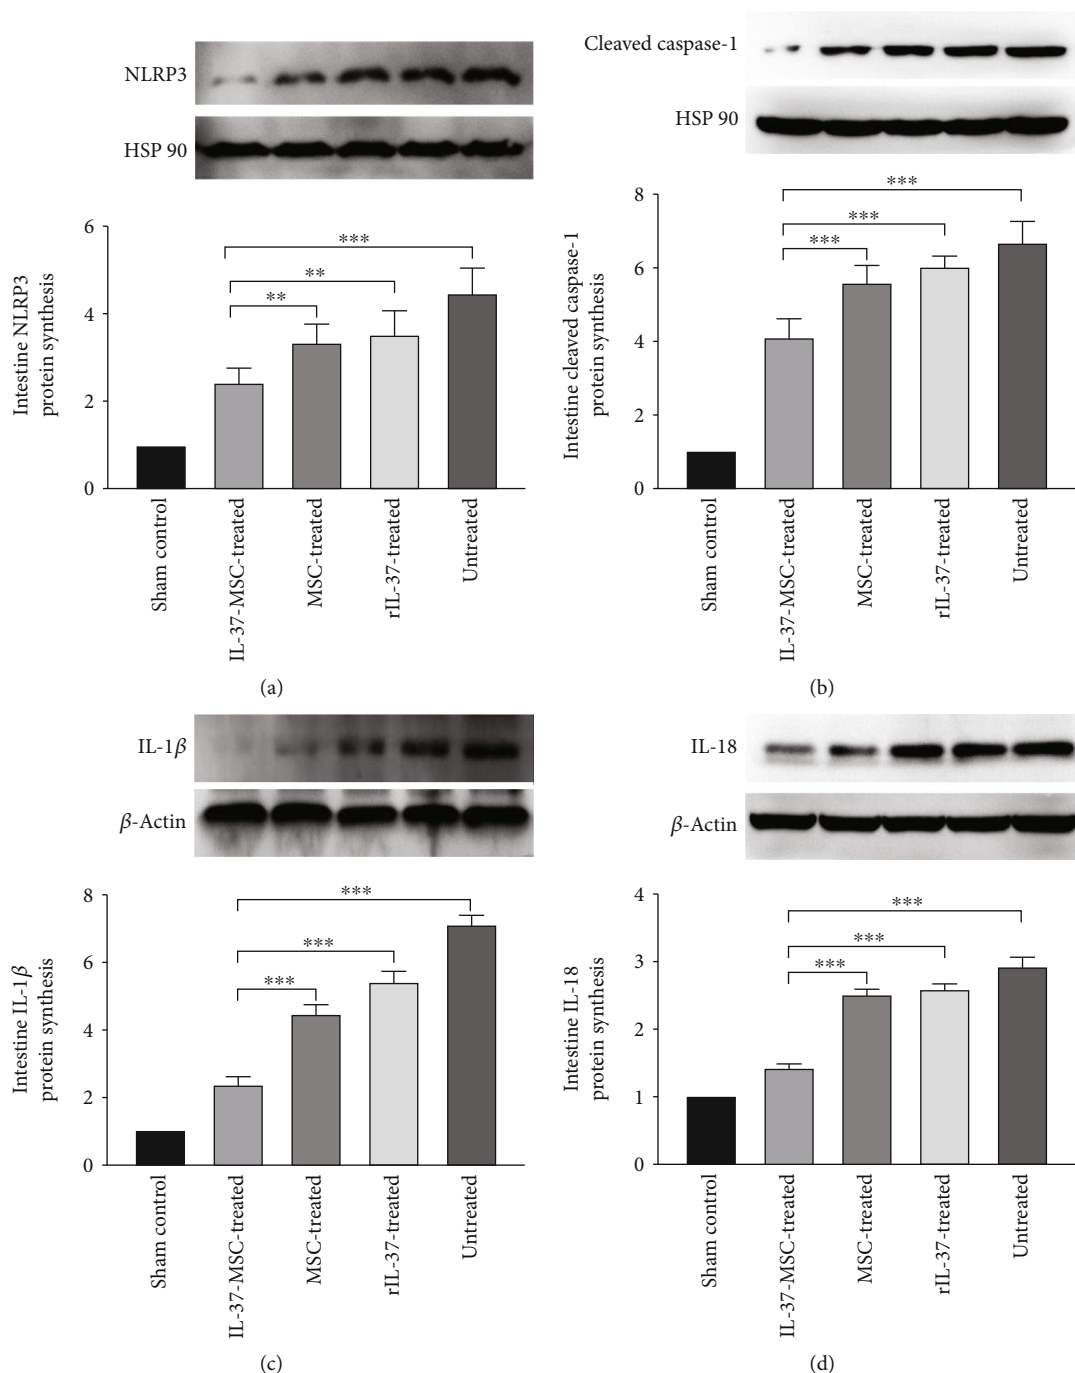 NLRP3
HSP 90
6
4
2
0
Intestine NLRP3
protein synthesis
***
**
**
Sham control
IL-37-MSC-treated
MSC-treated
rIL-37-treated
Untreated
(a)
Cleaved caspase-1
HSP 90
8
6
4
2
0
Intestine cleaved caspase-1
protein synthesis
***
***
***
Sham control
IL-37-MSC-treated
MSC-treated
rIL-37-treated
Untreated
(b)
IL-1β
β-Actin
8
6
4
2
0
Intestine IL-1β
protein synthesis
***
***
***
Sham control
IL-37-MSC-treated
MSC-treated
rIL-37-treated
Untreated
(c)
IL-18
β-Actin
4
3
2
1
0
Intestine IL-18
protein synthesis
***
***
***
Sham control
IL-37-MSC-treated
MSC-treated
rIL-37-treated
Untreated
(d)